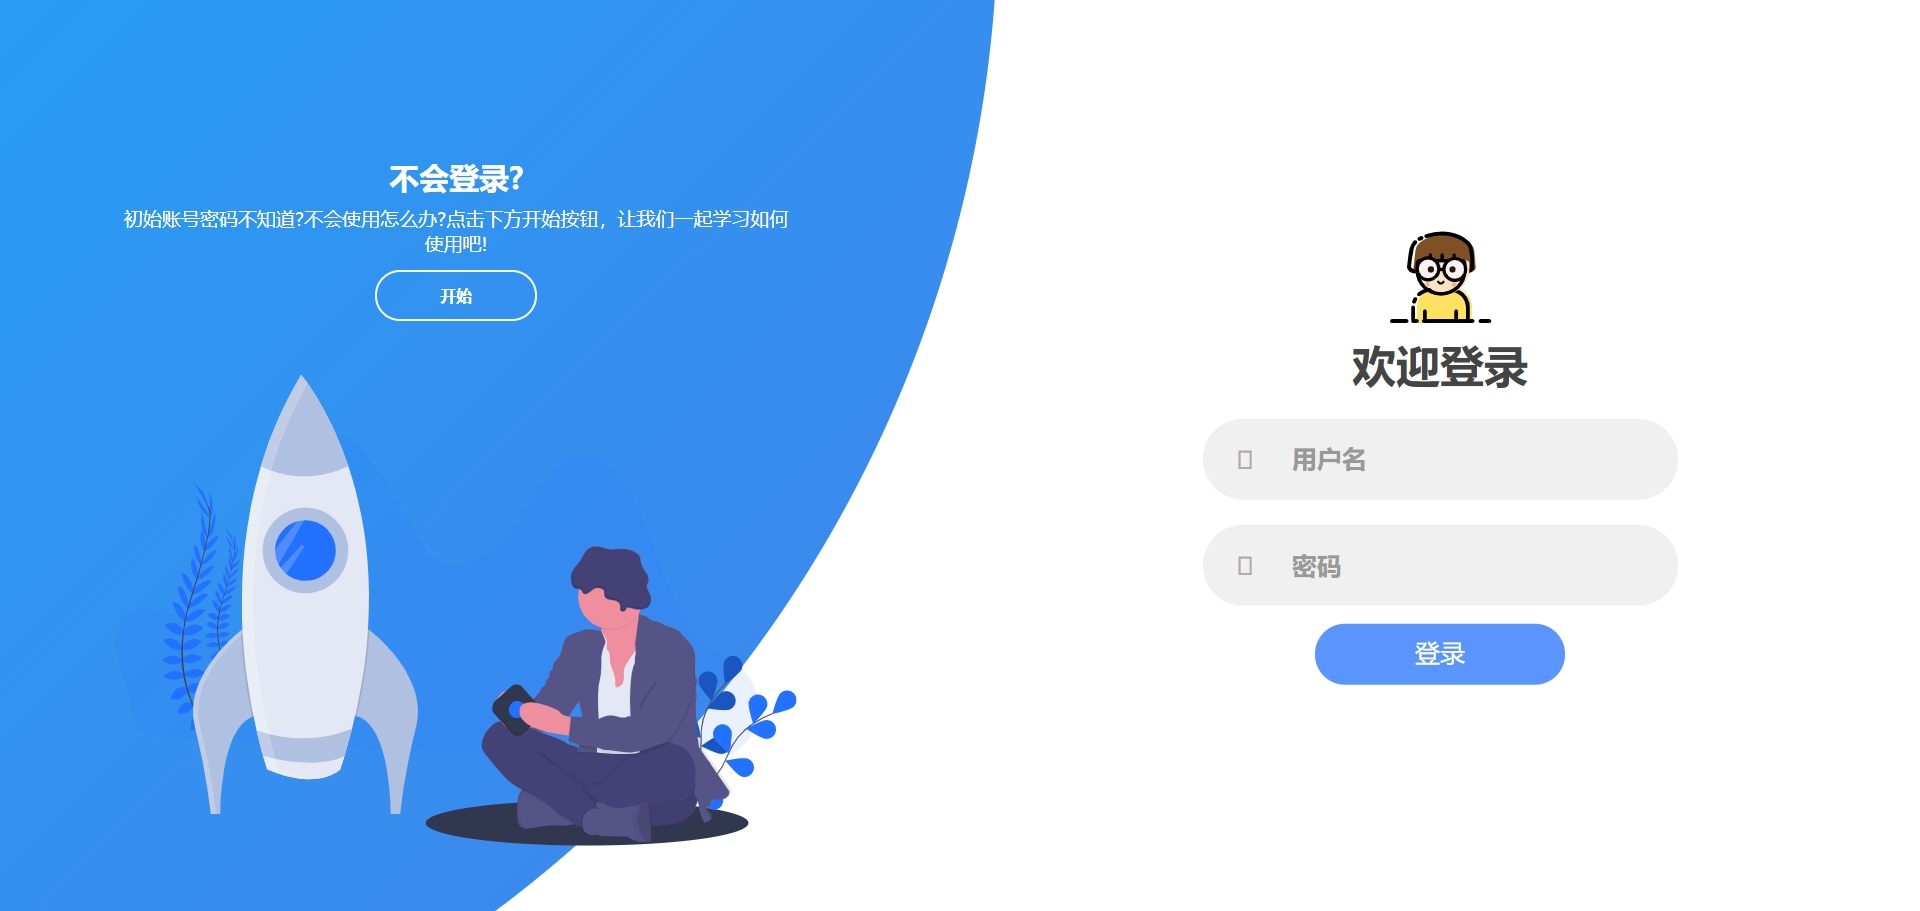 不会登录?
初始账号密码不知道?不会使用怎么办?点击下方开始按钮，让我们一起学习如何
使用吧!
开始
欢迎登录
用户名
密码
登录